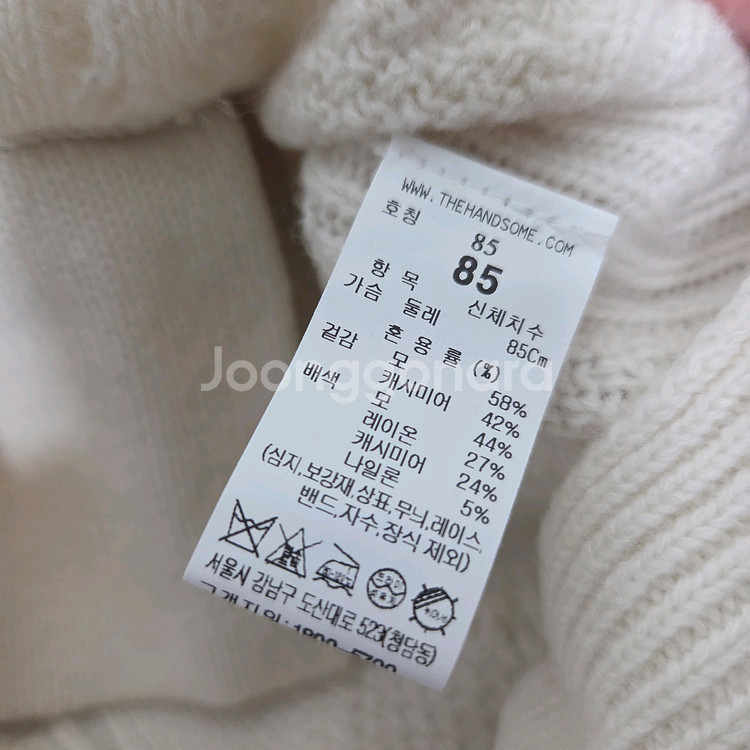 WWW.THEHANDSOME.COM
호칭 85
85
항 목 신체치수
가슴 둘레 85Cm
혼 용 률 (%)
겉감 모 58%
캐시미어 42%
배색 모 44%
레이온 27%
캐시미어 24%
나일론 5%
(심지,보강재,상표,무늬,레이스,
밴드,자수,장식 제외)
드라이
서울시 강남구 도산대로 523(청담동)
Joonggonara